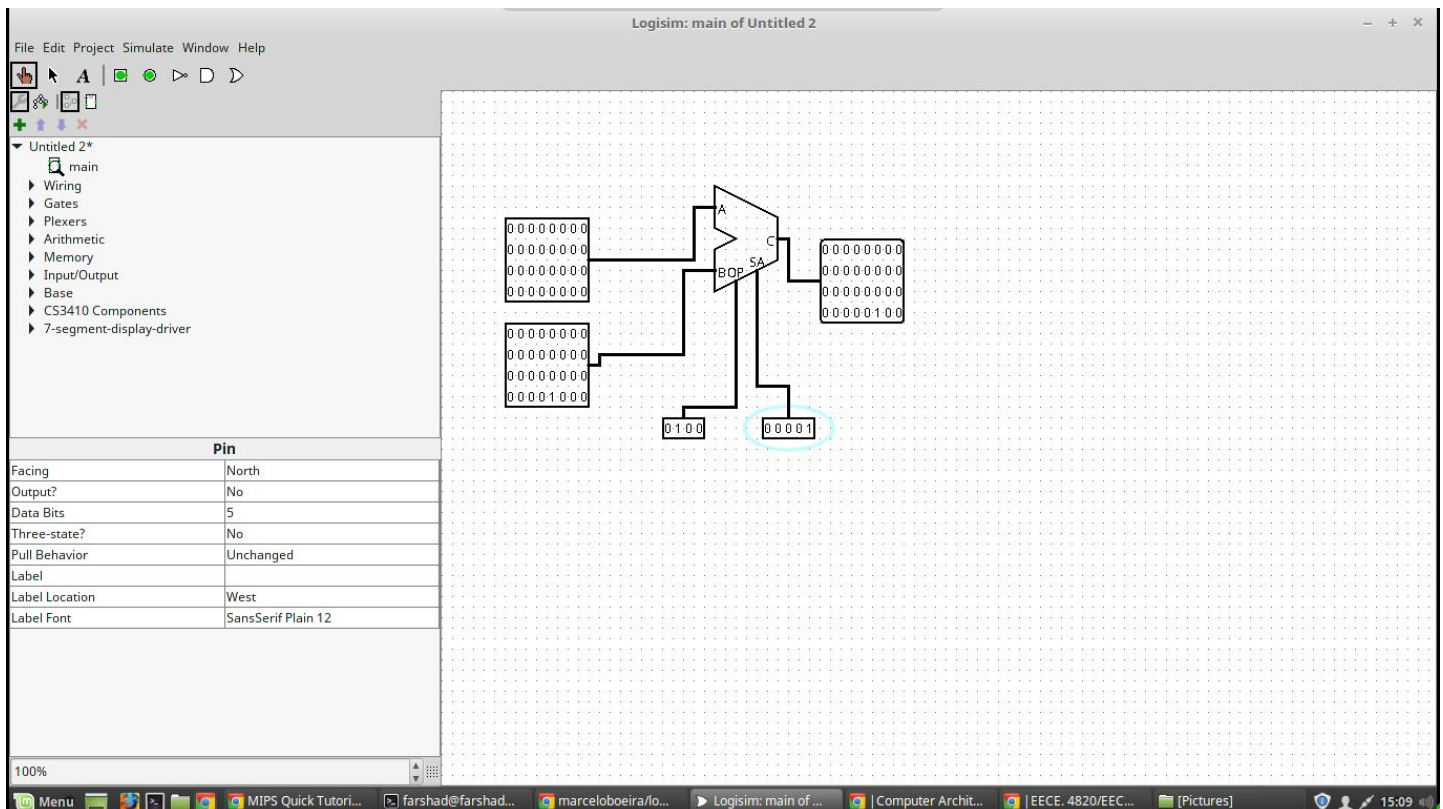 Logisim: main of Untitled 2
File Edit Project Simulate Window Help
A
Untitled 2*
main
Wiring
Gates
Plexers
Arithmetic
Memory
Input/Output
Base
CS3410 Components
7-segment-display-driver
Pin
Facing North
Output? No
Data Bits 5
Three-state? No
Pull Behavior Unchanged
Label
Label Location West
Label Font SansSerif Plain 12
100%
00000000
00000000
00000000
00000000
00000000
00000000
00000000
00001000
A
C
SA
B OP
00000000
00000000
00000000
00000100
0100
00001
Menu
MIPS Quick Tutori...
farshad@farshad...
marceloboeira/lo...
Logisim: main of ...
|Computer Archit...
|EECE. 4820/EEC...
[Pictures]
15:09